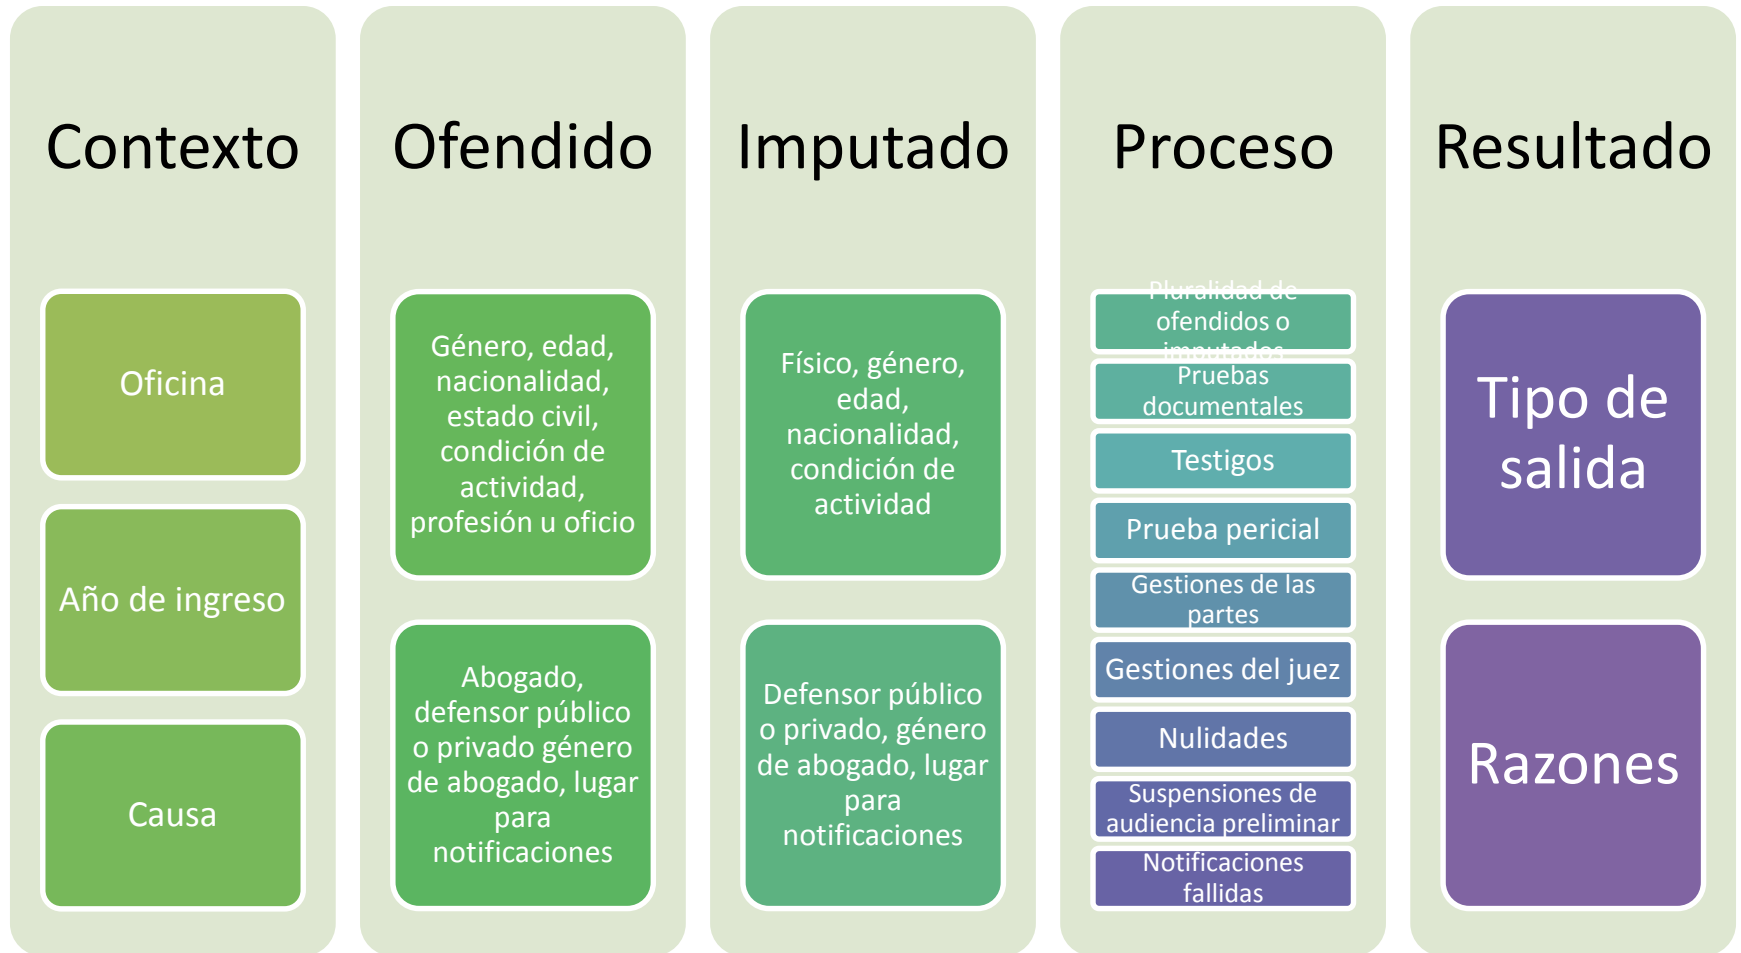 Contexto
Oficina
Año de ingreso
Causa
Ofendido
Género, edad,
nacionalidad,
estado civil,
condición de
actividad,
profesión u oficio
Abogado,
defensor público
o privado género
de abogado, lugar
para
notificaciones
Imputado
Físico, género,
edad,
nacionalidad,
condición de
actividad
Defensor público
o privado, género
de abogado, lugar
para
notificaciones
Proceso
Pluralidad de
ofendidos o
imputados
Pruebas
documentales
Testigos
Prueba pericial
Gestiones de las
partes
Gestiones del juez
Nulidades
Suspensiones de
audiencia preliminar
Notificaciones
fallidas
Resultado
Tipo de
salida
Razones